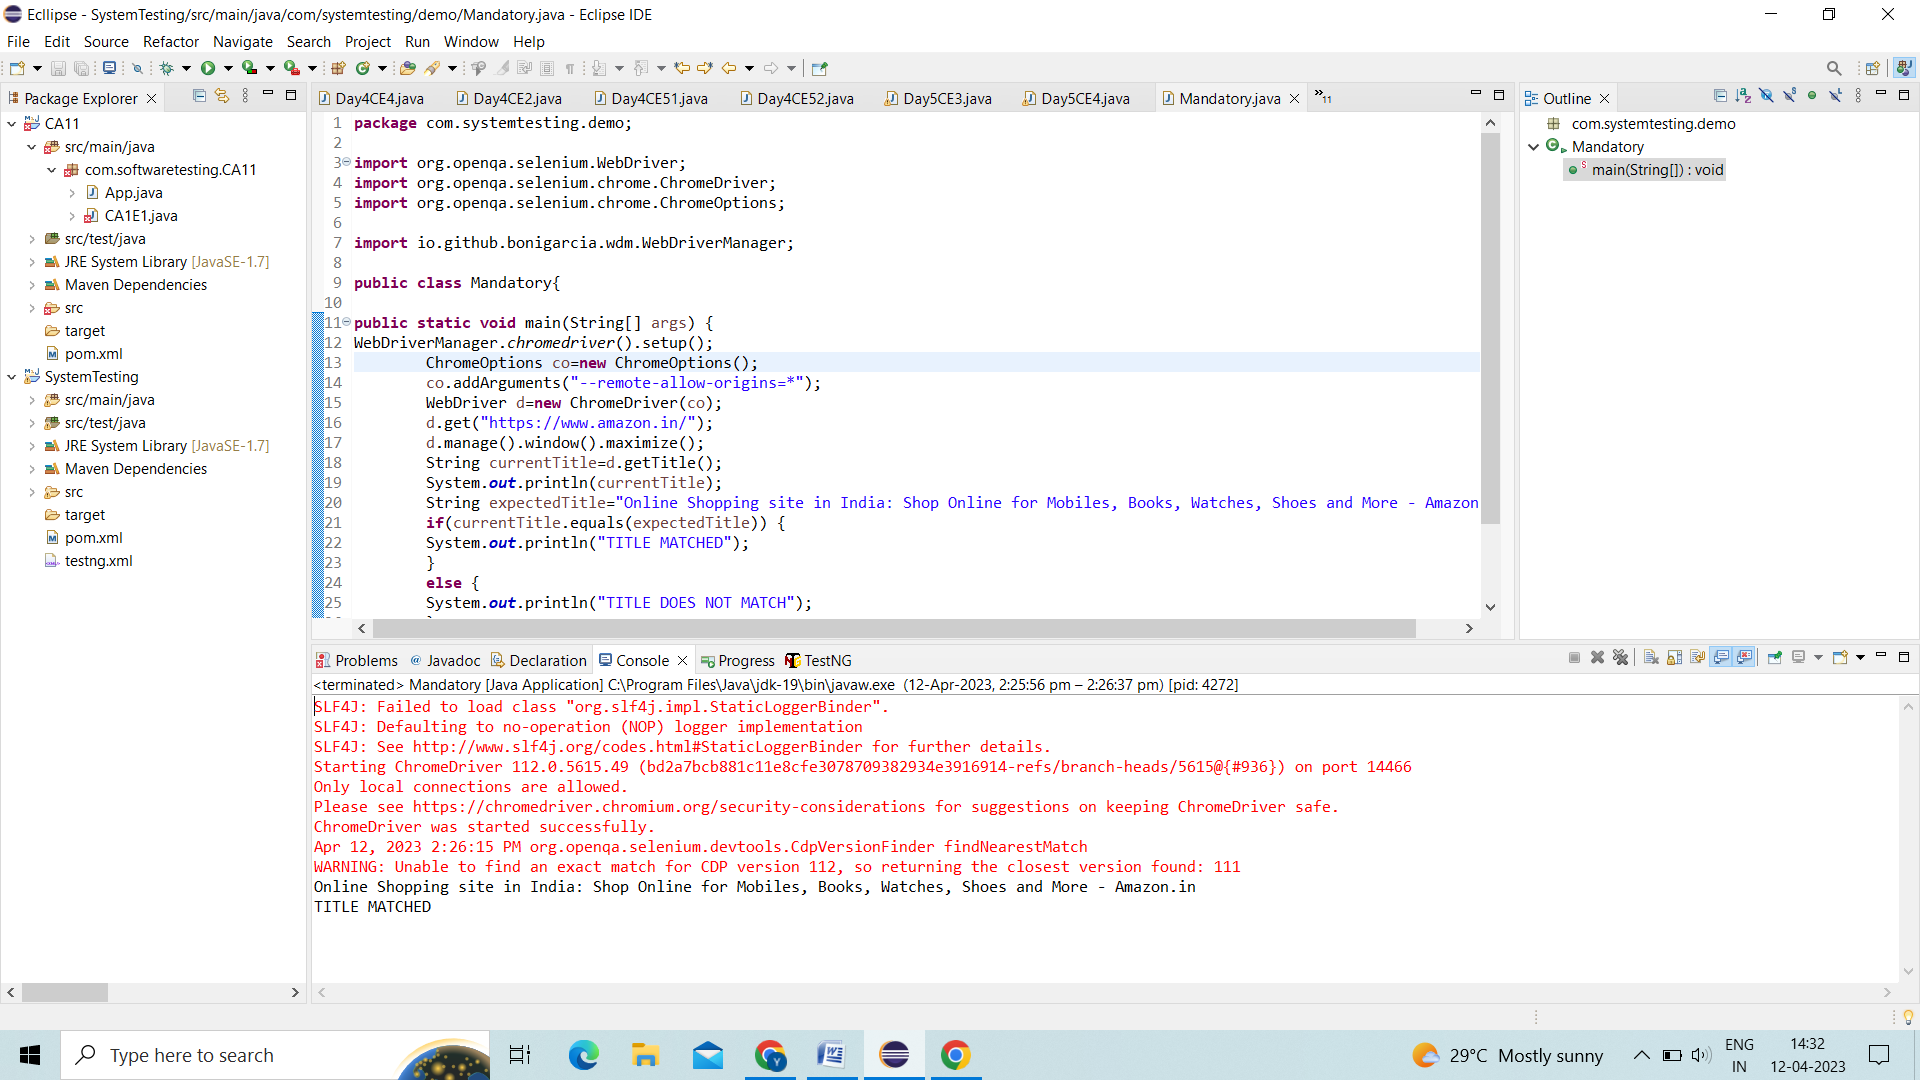 Ecllipse - SystemTesting/src/main/java/com/systemtesting/demo/Mandatory.java - Eclipse IDE
File Edit Source Refactor Navigate Search Project Run Window Help
Package Explorer
CA11
src/main/java
com.softwaretesting.CA11
App.java
CA1E1.java
src/test/java
JRE System Library [JavaSE-1.7]
Maven Dependencies
src
target
pom.xml
SystemTesting
src/main/java
src/test/java
JRE System Library [JavaSE-1.7]
Maven Dependencies
src
target
pom.xml
testng.xml
Day4CE4.java Day4CE2.java Day4CE51.java Day4CE52.java Day5CE3.java Day5CE4.java Mandatory.java »11
1 package com.systemtesting.demo;
2
3 import org.openqa.selenium.WebDriver;
4 import org.openqa.selenium.chrome.ChromeDriver;
5 import org.openqa.selenium.chrome.ChromeOptions;
6
7 import io.github.bonigarcia.wdm.WebDriverManager;
8
9 public class Mandatory{
10
11 public static void main(String[] args) {
12 WebDriverManager.chromedriver().setup();
13 ChromeOptions co=new ChromeOptions();
14 co.addArguments("--remote-allow-origins=*");
15 WebDriver d=new ChromeDriver(co);
16 d.get("https://www.amazon.in/");
17 d.manage().window().maximize();
18 String currentTitle=d.getTitle();
19 System.out.println(currentTitle);
20 String expectedTitle="Online Shopping site in India: Shop Online for Mobiles, Books, Watches, Shoes and More - Amazon
21 if(currentTitle.equals(expectedTitle)) {
22 System.out.println("TITLE MATCHED");
23 }
24 else {
25 System.out.println("TITLE DOES NOT MATCH");
Outline
com.systemtesting.demo
Mandatory
main(String[]) : void
Problems @ Javadoc Declaration Console Progress TestNG
<terminated> Mandatory [Java Application] C:\Program Files\Java\jdk-19\bin\javaw.exe (12-Apr-2023, 2:25:56 pm – 2:26:37 pm) [pid: 4272]
SLF4J: Failed to load class "org.slf4j.impl.StaticLoggerBinder".
SLF4J: Defaulting to no-operation (NOP) logger implementation
SLF4J: See http://www.slf4j.org/codes.html#StaticLoggerBinder for further details.
Starting ChromeDriver 112.0.5615.49 (bd2a7bcb881c11e8cfe3078709382934e3916914-refs/branch-heads/5615@{#936}) on port 14466
Only local connections are allowed.
Please see https://chromedriver.chromium.org/security-considerations for suggestions on keeping ChromeDriver safe.
ChromeDriver was started successfully.
Apr 12, 2023 2:26:15 PM org.openqa.selenium.devtools.CdpVersionFinder findNearestMatch
WARNING: Unable to find an exact match for CDP version 112, so returning the closest version found: 111
Online Shopping site in India: Shop Online for Mobiles, Books, Watches, Shoes and More - Amazon.in
TITLE MATCHED
Type here to search
29°C Mostly sunny
ENG
IN
14:32
12-04-2023